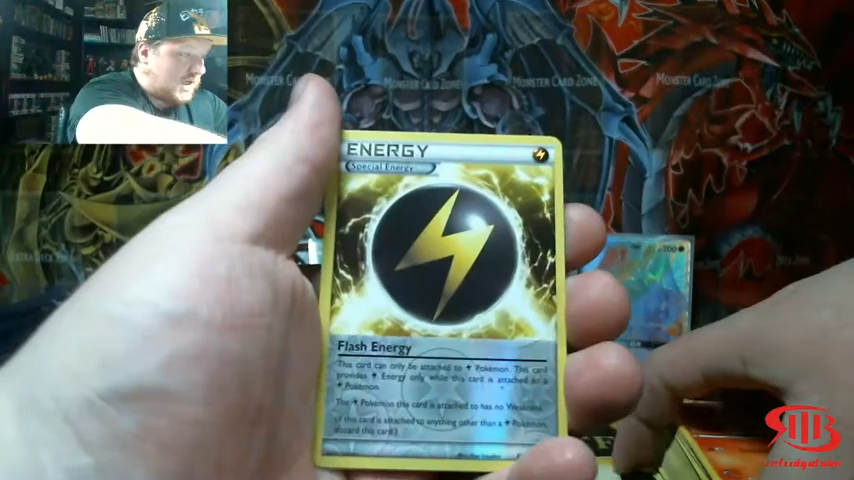 MONSTER CARD ZONE
MONSTER CARD ZONE
MONSTER CARD ZONE
MONSTER CARD ZONE
ENERGY
Special Energy
Flash Energy
This card can only be attached to Pokémon. This card
provides Energy only while this card is attached to a
Pokémon.
The Pokémon this card is attached to has no Weakness.
(If this card is attached to anything other than a Pokémon,
discard this card.)